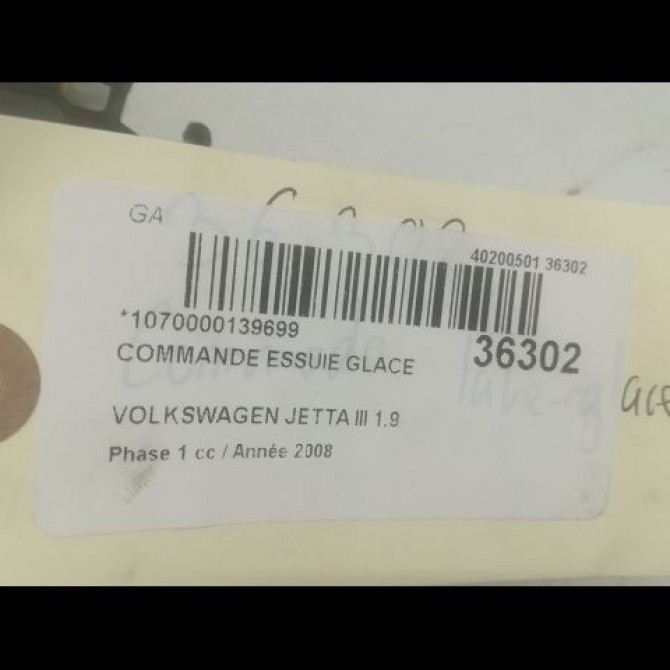 GA
40200501 36302
*1070000139699
36302
COMMANDE ESSUIE GLACE
VOLKSWAGEN JETTA III 1.9
Phase 1 cc / Année 2008